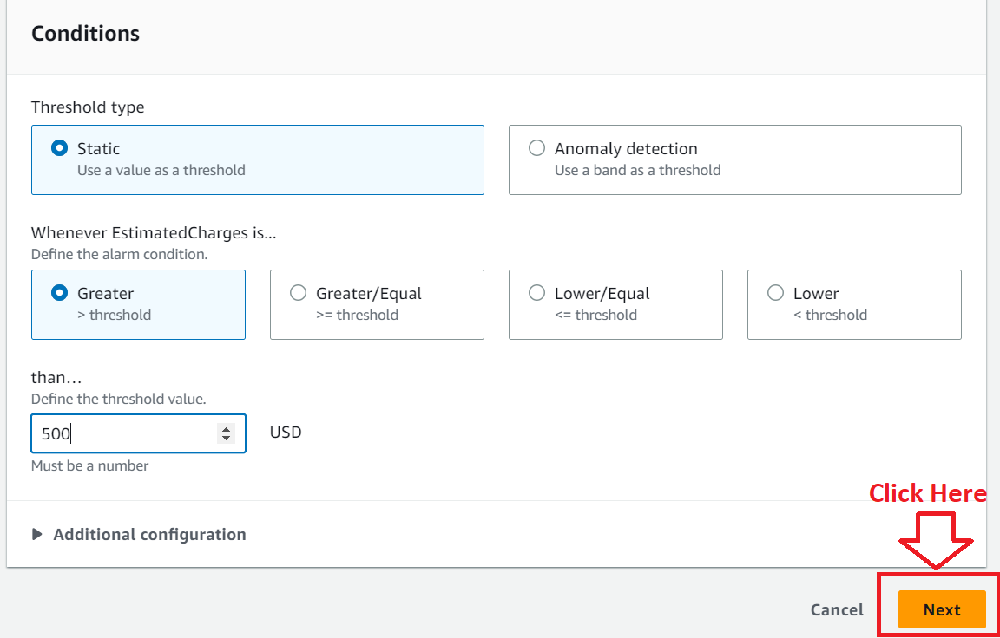 Conditions
Threshold type
Static
Use a value as a threshold
Anomaly detection
Use a band as a threshold
Whenever EstimatedCharges is...
Define the alarm condition.
Greater
> threshold
Greater/Equal
>= threshold
Lower/Equal
<= threshold
Lower
< threshold
than...
Define the threshold value.
500
USD
Must be a number
Click Here
Additional configuration
Cancel
Next